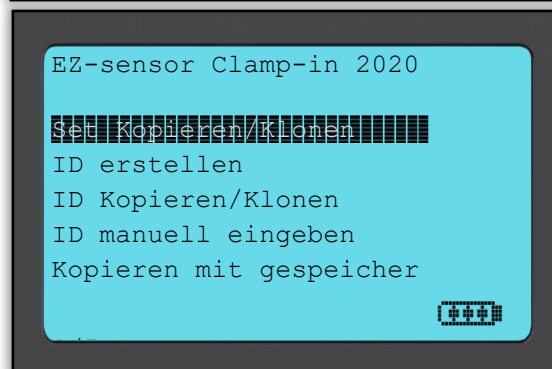 EZ-sensor Clamp-in 2020
Set Kopieren/Klonen
ID erstellen
ID Kopieren/Klonen
ID manuell eingeben
Kopieren mit gespeicher